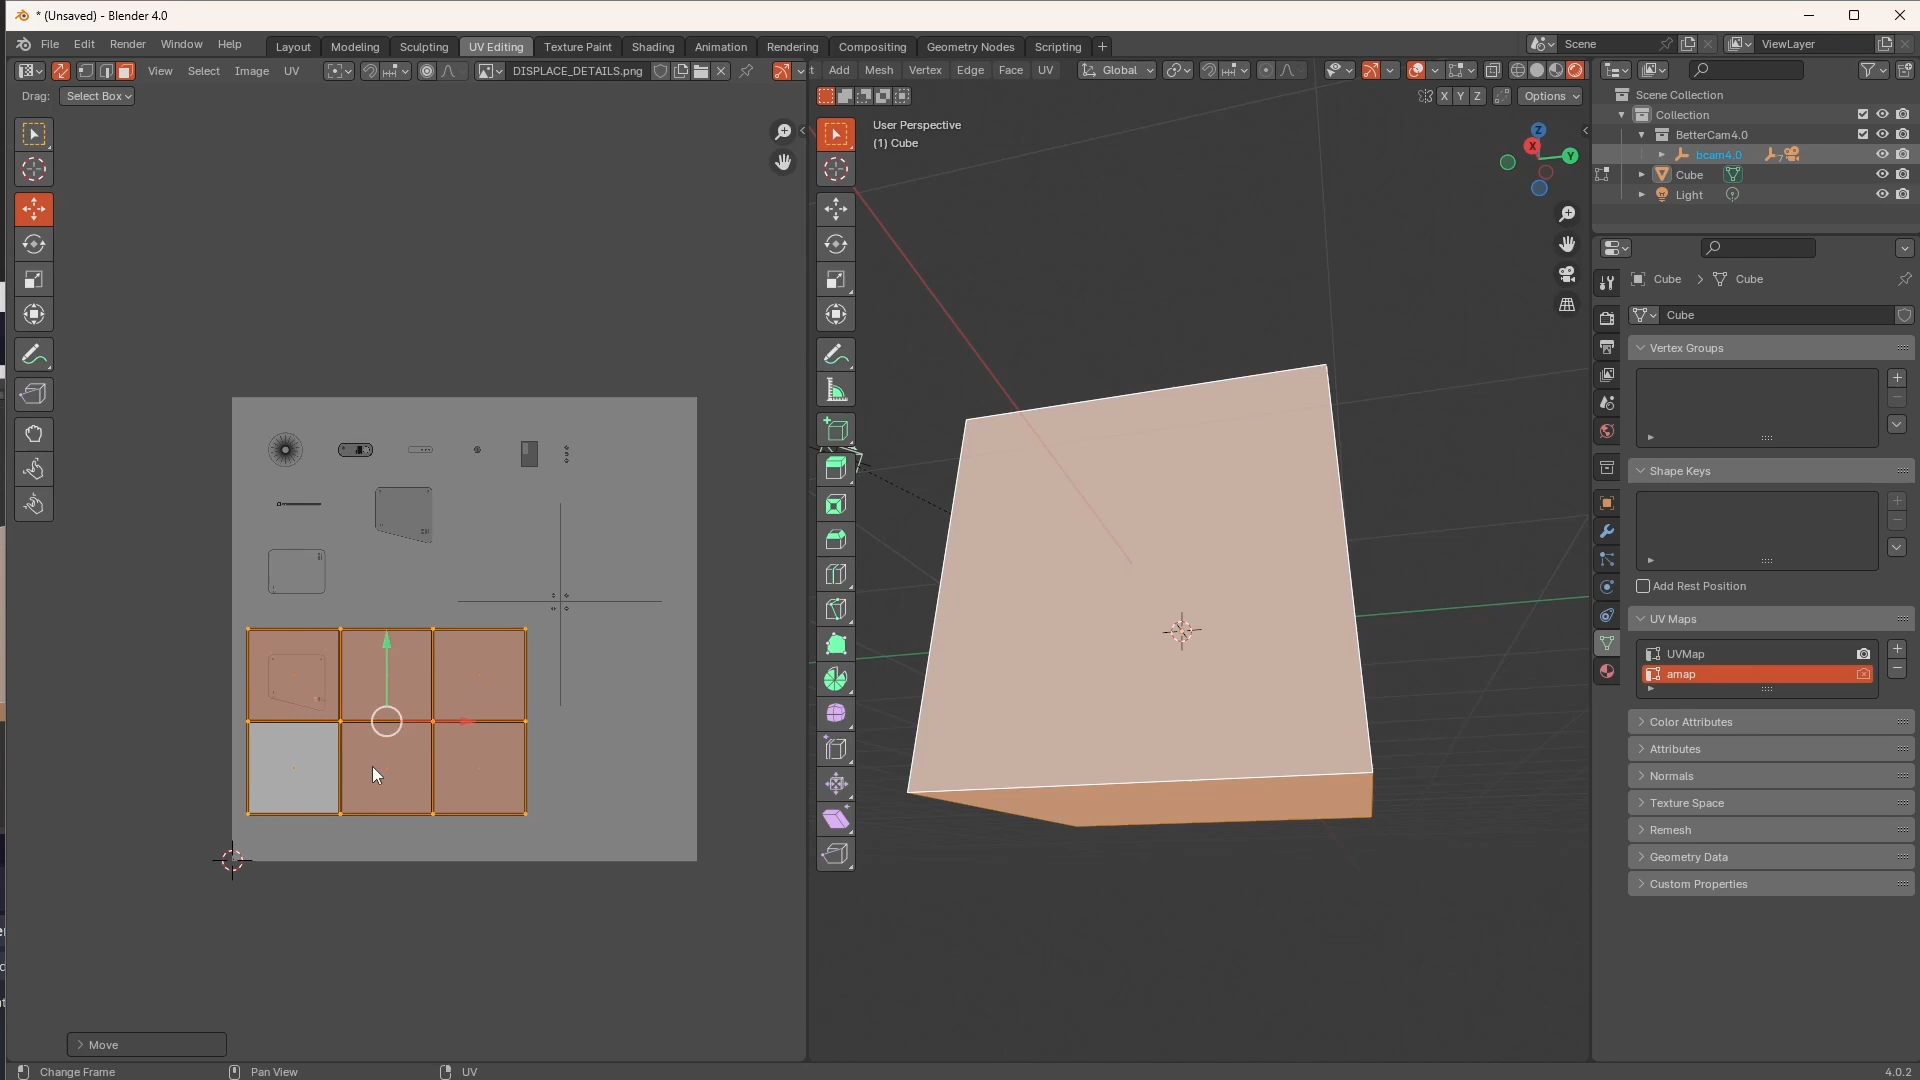 * (Unsaved) - Blender 4.0
File Edit Render Window Help Layout Modeling Sculpting UV Editing Texture Paint Shading Animation Rendering Compositing Geometry Nodes Scripting + Scene ViewLayer
View Select Image UV DISPLACE_DETAILS.png Add Mesh Vertex Edge Face UV Global
Drag: Select Box X Y Z Options
User Perspective
(1) Cube
Z
X
Y
Scene Collection
Collection
BetterCam4.0
bcam4.0 7
Cube
Light
Cube > Cube
Cube
Vertex Groups
Shape Keys
Add Rest Position
UV Maps
UVMap
amap
Color Attributes
Attributes
Normals
Texture Space
Remesh
Geometry Data
Custom Properties
Move
Change Frame Pan View UV 4.0.2